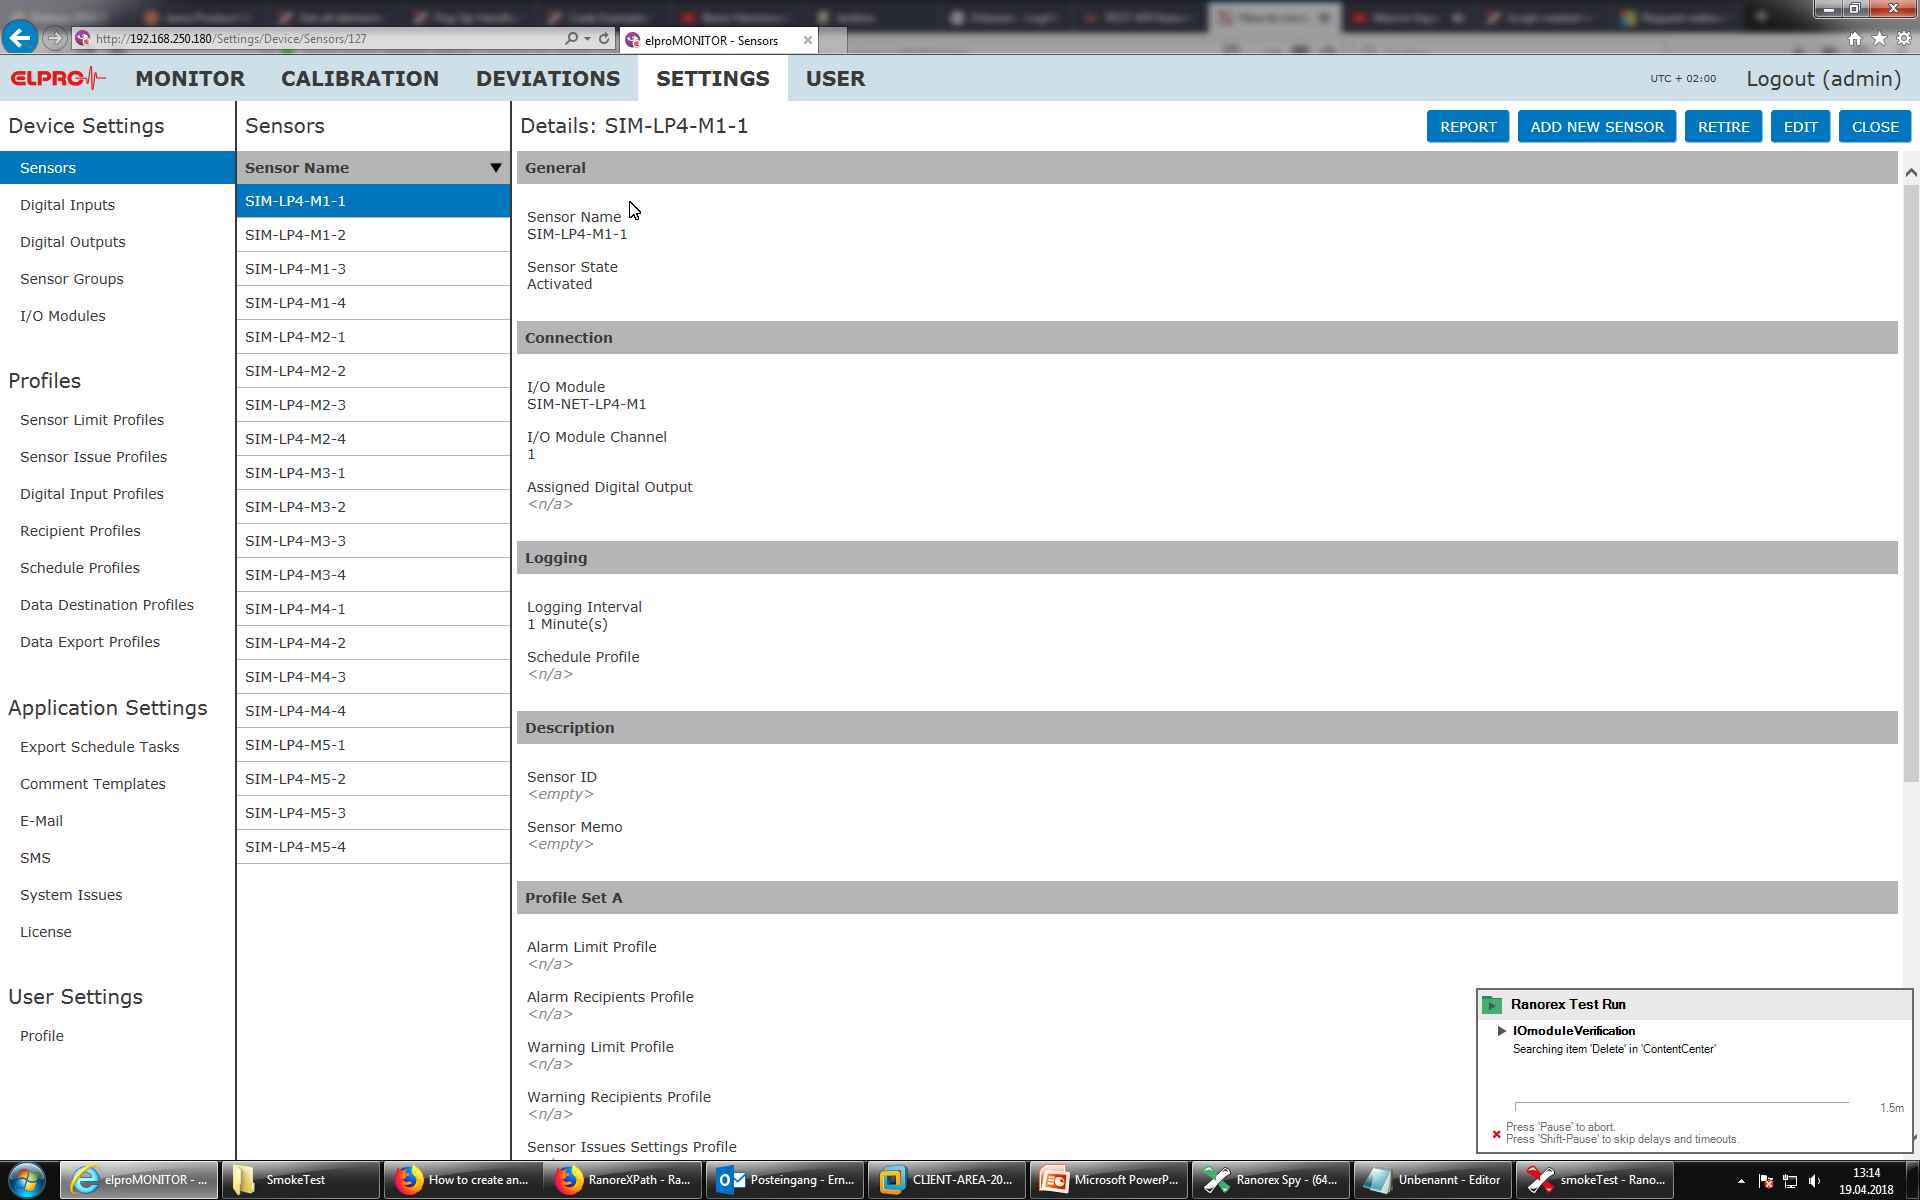 http://192.168.250.180/Settings/Device/Sensors/127
elproMONITOR - Sensors
ELPRO
MONITOR
CALIBRATION
DEVIATIONS
SETTINGS
USER
UTC + 02:00
Logout (admin)
Device Settings
Sensors
Digital Inputs
Digital Outputs
Sensor Groups
I/O Modules
Profiles
Sensor Limit Profiles
Sensor Issue Profiles
Digital Input Profiles
Recipient Profiles
Schedule Profiles
Data Destination Profiles
Data Export Profiles
Application Settings
Export Schedule Tasks
Comment Templates
E-Mail
SMS
System Issues
License
User Settings
Profile
Sensors
Sensor Name
SIM-LP4-M1-1
SIM-LP4-M1-2
SIM-LP4-M1-3
SIM-LP4-M1-4
SIM-LP4-M2-1
SIM-LP4-M2-2
SIM-LP4-M2-3
SIM-LP4-M2-4
SIM-LP4-M3-1
SIM-LP4-M3-2
SIM-LP4-M3-3
SIM-LP4-M3-4
SIM-LP4-M4-1
SIM-LP4-M4-2
SIM-LP4-M4-3
SIM-LP4-M4-4
SIM-LP4-M5-1
SIM-LP4-M5-2
SIM-LP4-M5-3
SIM-LP4-M5-4
Details: SIM-LP4-M1-1
REPORT
ADD NEW SENSOR
RETIRE
EDIT
CLOSE
General
Sensor Name
SIM-LP4-M1-1
Sensor State
Activated
Connection
I/O Module
SIM-NET-LP4-M1
I/O Module Channel
1
Assigned Digital Output
<n/a>
Logging
Logging Interval
1 Minute(s)
Schedule Profile
<n/a>
Description
Sensor ID
<empty>
Sensor Memo
<empty>
Profile Set A
Alarm Limit Profile
<n/a>
Alarm Recipients Profile
<n/a>
Warning Limit Profile
<n/a>
Warning Recipients Profile
<n/a>
Sensor Issues Settings Profile
Ranorex Test Run
IOmoduleVerification
Searching item 'Delete' in 'ContentCenter'
1.5m
Press 'Pause' to abort.
Press 'Shift-Pause' to skip delays and timeouts.
elproMONITOR - ...
SmokeTest
How to create an...
RanoreXPath - Ra...
Posteingang - Ern...
CLIENT-AREA-20...
Microsoft PowerP...
Ranorex Spy - (64...
Unbenannt - Editor
smokeTest - Rano...
13:14
19.04.2018